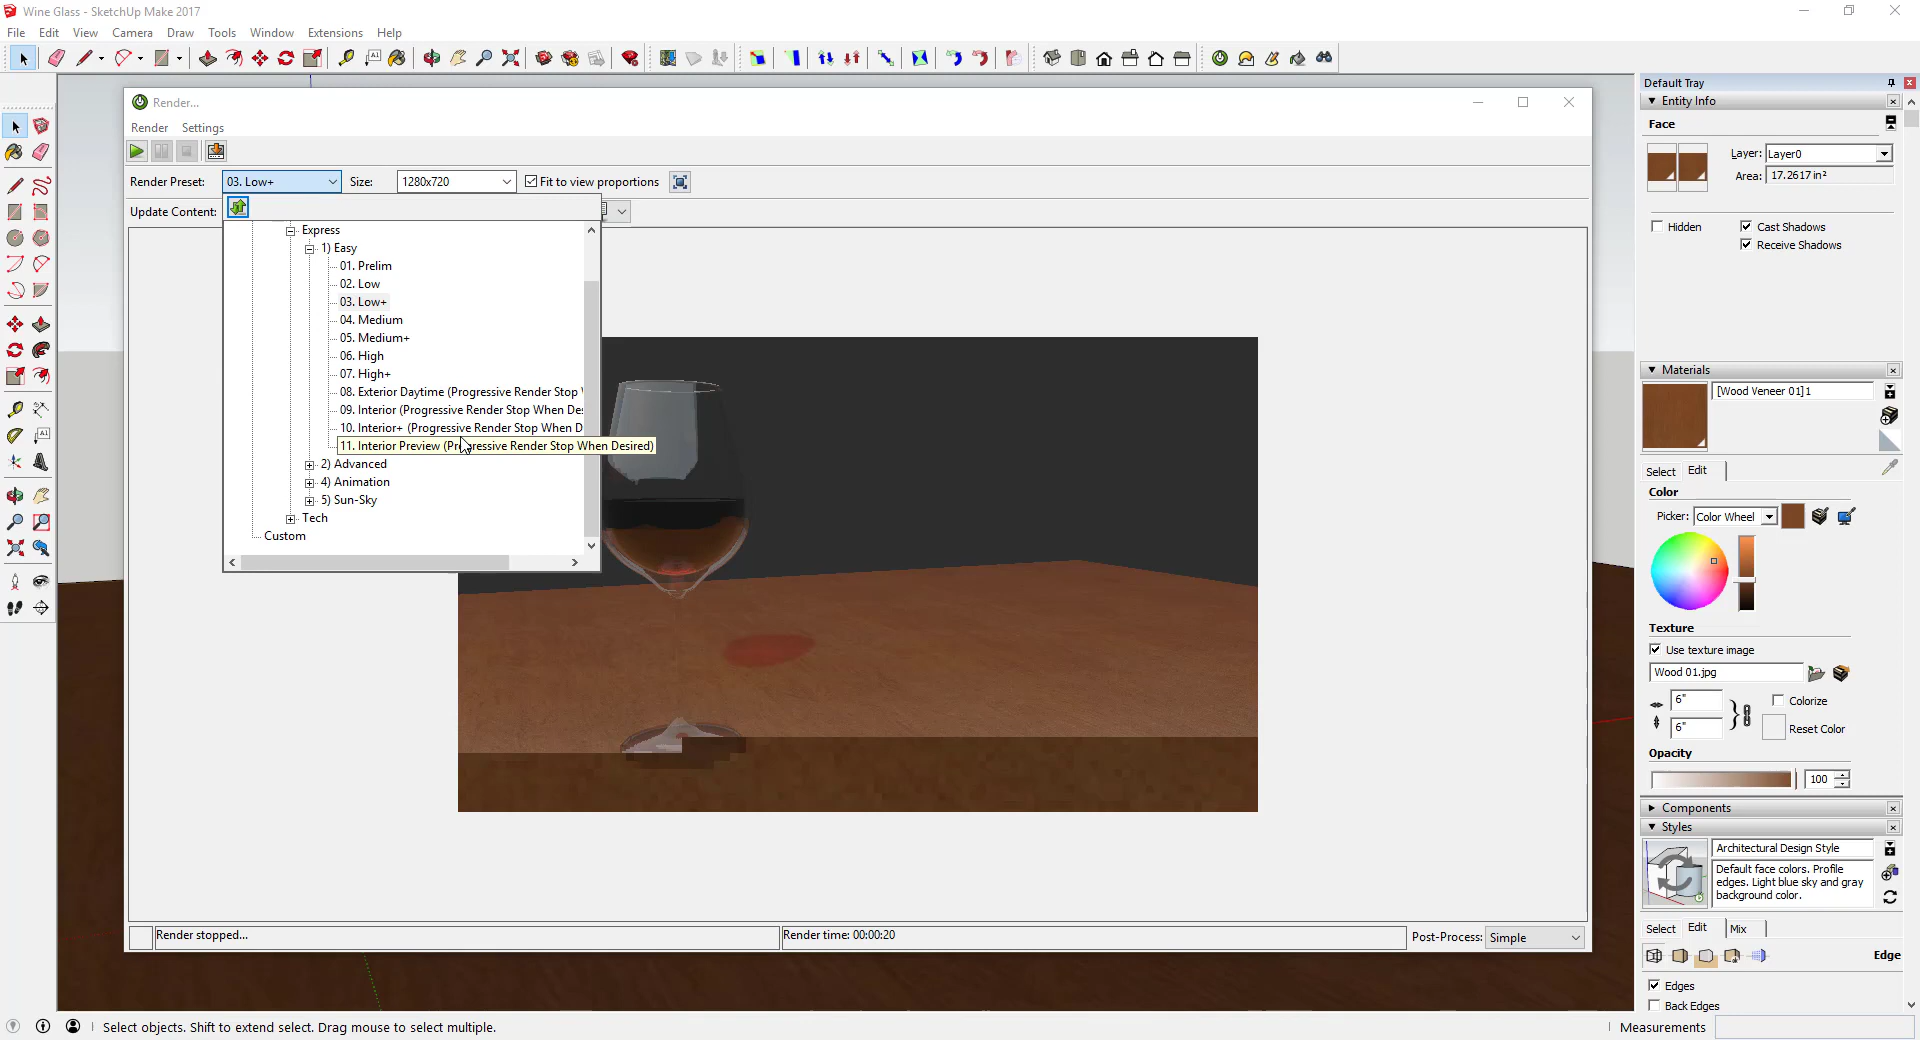 Wine Glass - SketchUp Make 2017
File Edit View Camera Draw Tools Window Extensions Help
Render...
Render Settings
Render Preset: 03. Low+ Size: 1280x720 Fit to view proportions
Update Content:
Express
1) Easy
01. Prelim
02. Low
03. Low+
04. Medium
05. Medium+
06. High
07. High+
08. Exterior Daytime (Progressive Render Stop
09. Interior (Progressive Render Stop When De
10. Interior+ (Progressive Render Stop When D
11. Interior Preview (Progressive Render Stop When Desired)
2) Advanced
4) Animation
5) Sun-Sky
Tech
Custom
Render stopped...
Render time: 00:00:20
Post-Process: Simple
Default Tray
Entity Info
Face
Layer: Layer0
Area: 17.2617 in²
Hidden Cast Shadows
Receive Shadows
Materials
[Wood Veneer 01]1
Select Edit
Color
Picker: Color Wheel
Texture
Use texture image
Wood 01.jpg
6" Colorize
6" Reset Color
Opacity
100
Components
Styles
Architectural Design Style
Default face colors. Profile
edges. Light blue sky and gray
background color.
Select Edit Mix
Edge
Edges
Back Edges
Select objects. Shift to extend select. Drag mouse to select multiple.
Measurements